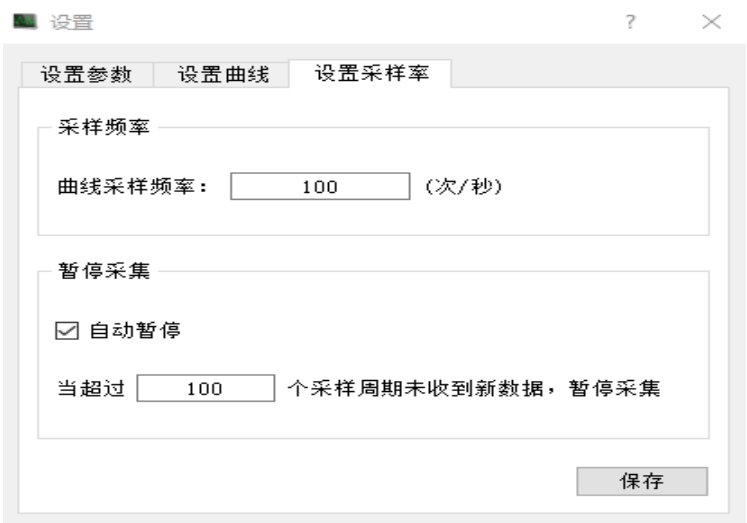 设置 ?
设置参数 设置曲线 设置采样率
采样频率
曲线采样频率: 100 (次/秒)
暂停采集
自动暂停
当超过 100 个采样周期未收到新数据，暂停采集
保存